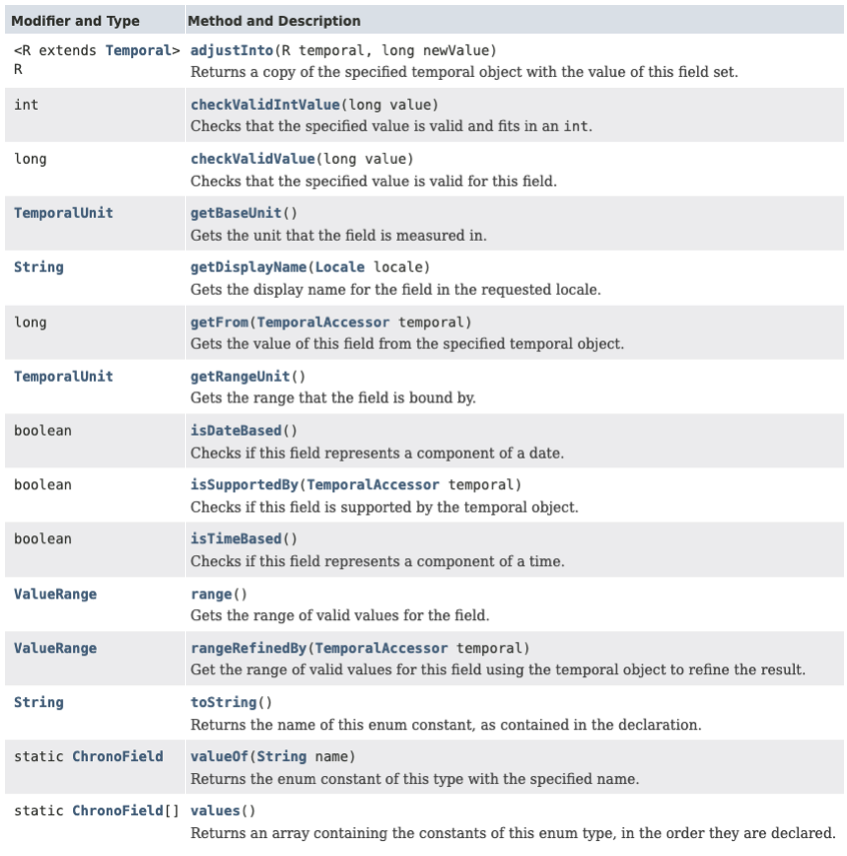 Modifier and Type Method and Description
<R extends Temporal> adjustInto(R temporal, long newValue)
R Returns a copy of the specified temporal object with the value of this field set.
int checkValidIntValue(long value)
Checks that the specified value is valid and fits in an int.
long checkValidValue(long value)
Checks that the specified value is valid for this field.
TemporalUnit getBaseUnit()
Gets the unit that the field is measured in.
String getDisplayName(Locale locale)
Gets the display name for the field in the requested locale.
long getFrom(TemporalAccessor temporal)
Gets the value of this field from the specified temporal object.
TemporalUnit getRangeUnit()
Gets the range that the field is bound by.
boolean isDateBased()
Checks if this field represents a component of a date.
boolean isSupportedBy(TemporalAccessor temporal)
Checks if this field is supported by the temporal object.
boolean isTimeBased()
Checks if this field represents a component of a time.
ValueRange range()
Gets the range of valid values for the field.
ValueRange rangeRefinedBy(TemporalAccessor temporal)
Get the range of valid values for this field using the temporal object to refine the result.
String toString()
Returns the name of this enum constant, as contained in the declaration.
static ChronoField valueOf(String name)
Returns the enum constant of this type with the specified name.
static ChronoField[] values()
Returns an array containing the constants of this enum type, in the order they are declared.